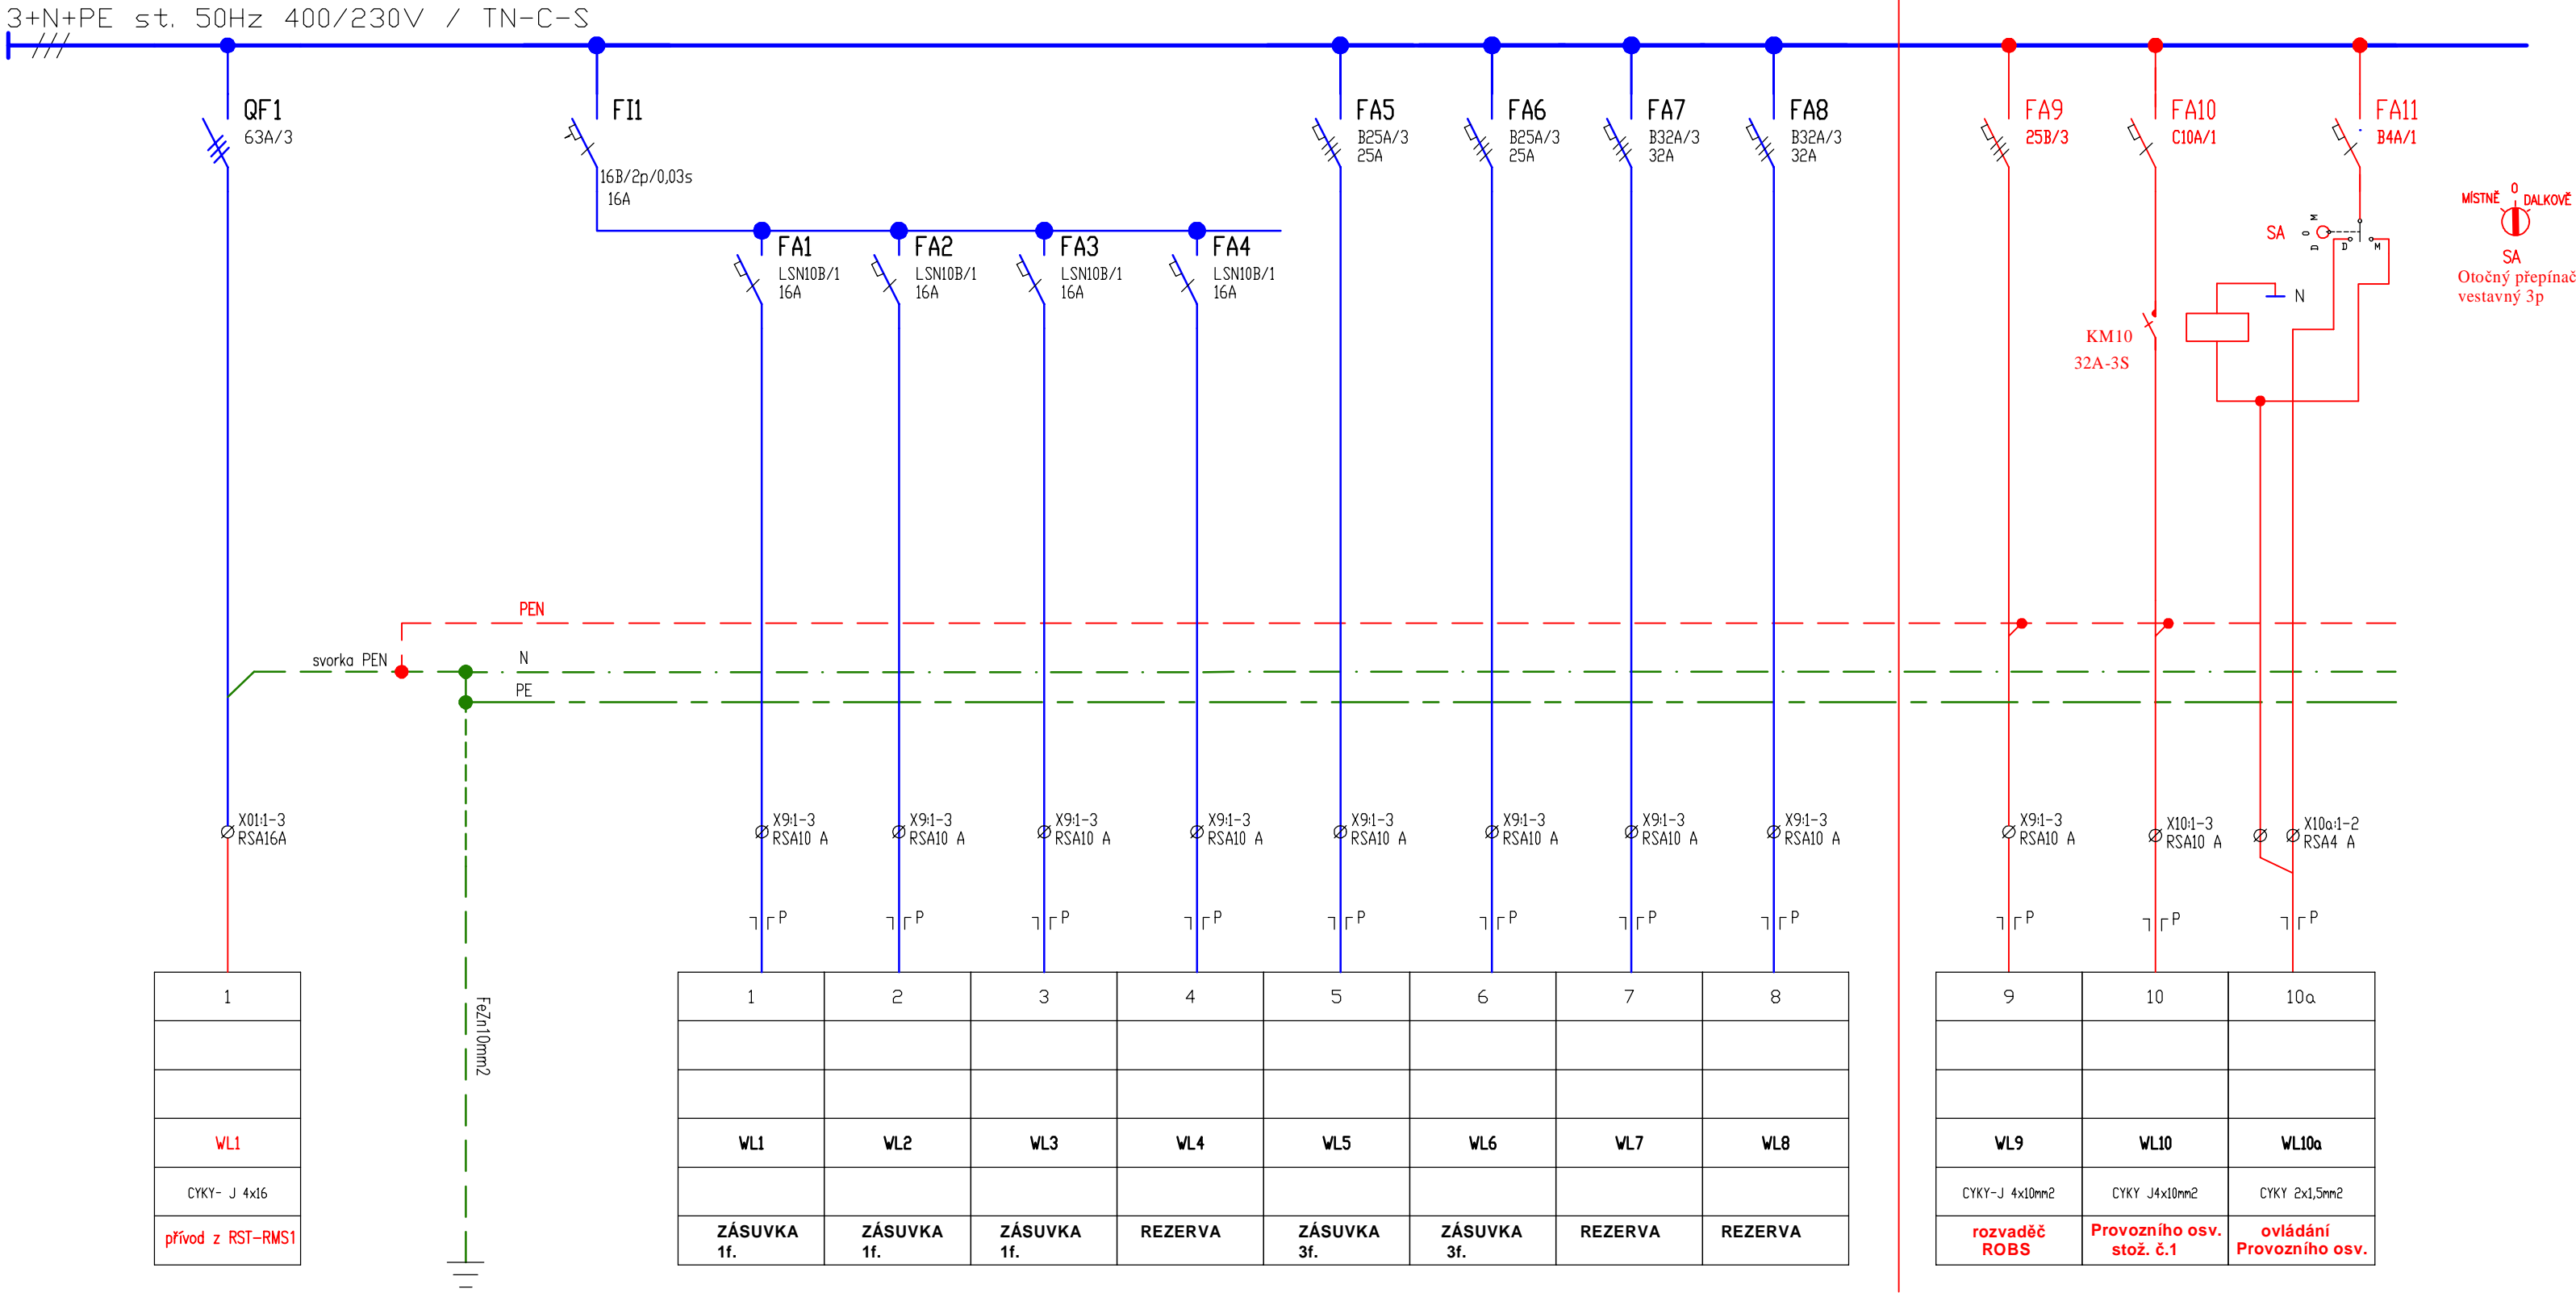 3+N+PE st. 50Hz 400/230V / TN-C-S
QF1
63A/3
FI1
16B/2p/0,03s
16A
FA1
LSN10B/1
16A
FA2
LSN10B/1
16A
FA3
LSN10B/1
16A
FA4
LSN10B/1
16A
FA5
B25A/3
25A
FA6
B25A/3
25A
FA7
B32A/3
32A
FA8
B32A/3
32A
FA9
25B/3
FA10
C10A/1
FA11
B4A/1
MÍSTNĚ 0 DALKOVĚ
SA
Otočný přepínač
vestavný 3p
SA
D 0 M
D M
N
KM10
32A-3S
PEN
svorka PEN
N
PE
X01:1-3
RSA16A
X9:1-3
RSA10 A
X9:1-3
RSA10 A
X9:1-3
RSA10 A
X9:1-3
RSA10 A
X9:1-3
RSA10 A
X9:1-3
RSA10 A
X9:1-3
RSA10 A
X9:1-3
RSA10 A
X9:1-3
RSA10 A
X10:1-3
RSA10 A
X10a:1-2
RSA4 A
P P P P P P P P P P P
FeZn10mm2
1
WL1
CYKY- J 4x16
přívod z RST-RMS1
1 2 3 4 5 6 7 8
WL1 WL2 WL3 WL4 WL5 WL6 WL7 WL8
ZÁSUVKA
1f.
ZÁSUVKA
1f.
ZÁSUVKA
1f.
REZERVA
ZÁSUVKA
3f.
ZÁSUVKA
3f.
REZERVA
REZERVA
9 10 10a
WL9 WL10 WL10a
CYKY-J 4x10mm2 CYKY J4x10mm2 CYKY 2x1,5mm2
rozvaděč
ROBS
Provozního osv.
stož. č.1
ovládání
Provozního osv.